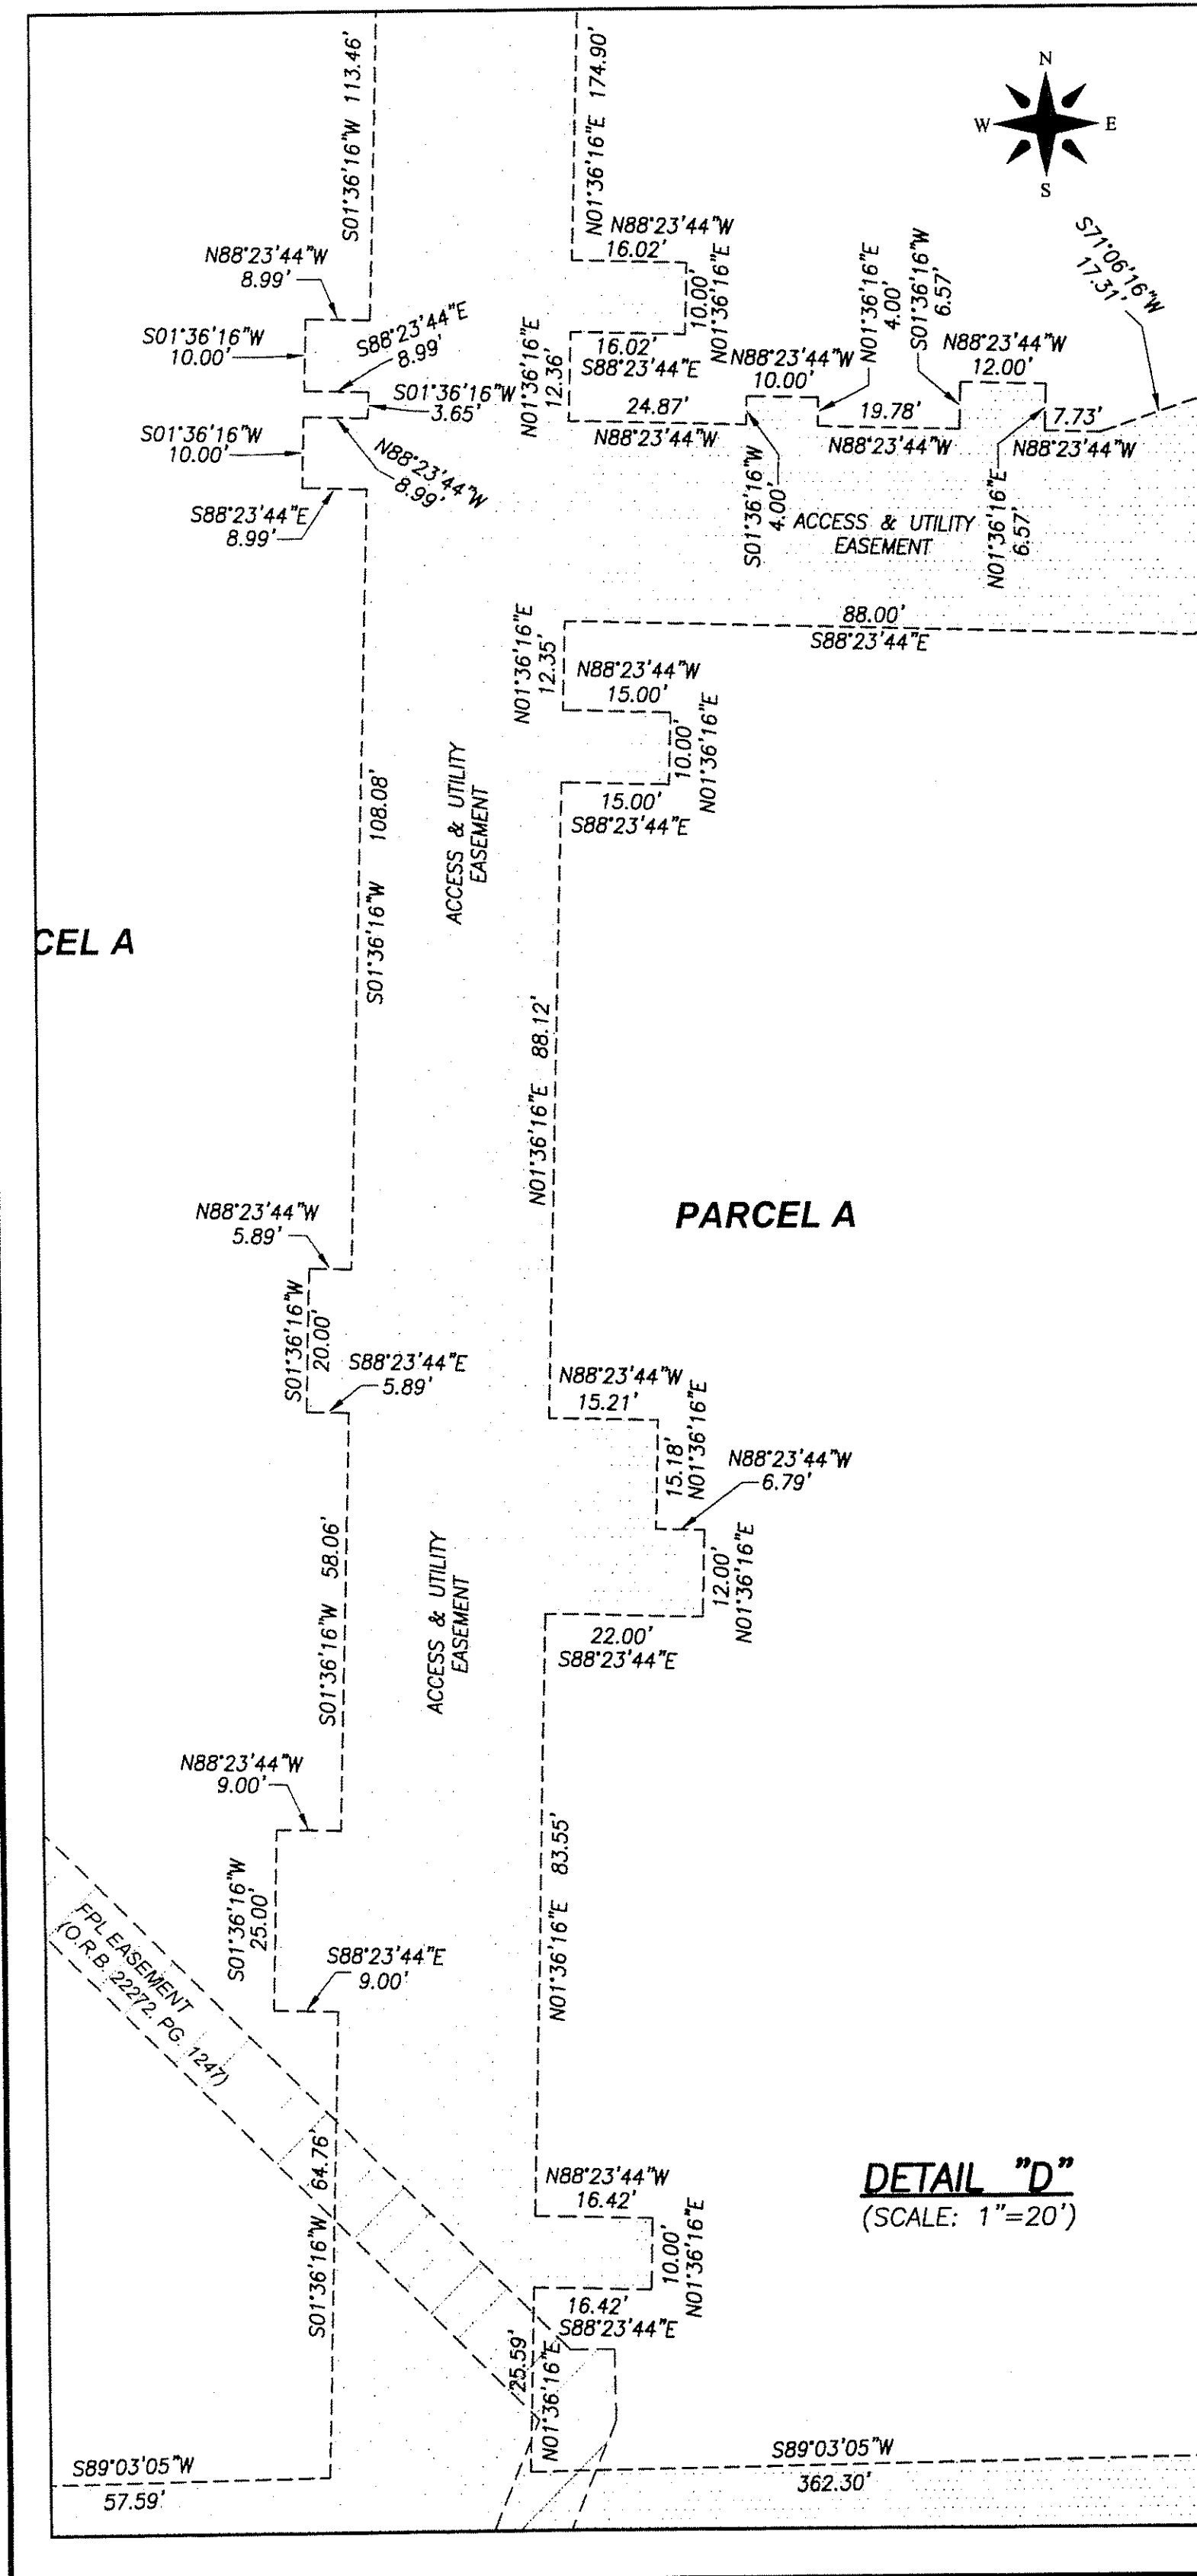 S01°36'16"W 113.46'
N01°36'16"E 174.90'
N
W
E
S
N88°23'44"W
8.99'
N88°23'44"W
16.02'
10.00'
N01°36'16"E
N01°36'16"E
4.00'
S01°36'16"W
6.57'
S71°06'16"W
17.31'
S01°36'16"W
10.00'
S88°23'44"E
8.99'
N01°36'16"E
12.36'
16.02'
S88°23'44"E
N88°23'44"W
10.00'
N88°23'44"W
12.00'
S01°36'16"W
3.65'
24.87'
N88°23'44"W
19.78'
N88°23'44"W
7.73'
N88°23'44"W
S01°36'16"W
10.00'
N88°23'44"W
8.99'
S88°23'44"E
8.99'
S01°36'16"W
4.00'
ACCESS & UTILITY
EASEMENT
N01°36'16"E
6.57'
88.00'
S88°23'44"E
N01°36'16"E
12.35'
N88°23'44"W
15.00'
10.00'
N01°36'16"E
15.00'
S88°23'44"E
S01°36'16"W 108.08'
ACCESS & UTILITY
EASEMENT
CEL A
N01°36'16"E 88.12'
PARCEL A
N88°23'44"W
5.89'
S01°36'16"W
20.00'
S88°23'44"E
5.89'
N88°23'44"W
15.21'
15.18'
N01°36'16"E
N88°23'44"W
6.79'
12.00'
N01°36'16"E
22.00'
S88°23'44"E
S01°36'16"W 58.06'
ACCESS & UTILITY
EASEMENT
N88°23'44"W
9.00'
S01°36'16"W
25.00'
S88°23'44"E
9.00'
N01°36'16"E 83.55'
FPL EASEMENT
(O.R.B. 22272, PG. 1247)
S01°36'16"W 64.76'
N88°23'44"W
16.42'
10.00'
N01°36'16"E
16.42'
S88°23'44"E
25.59'
N01°36'16"E
DETAIL "D"
(SCALE: 1"=20')
S89°03'05"W
57.59'
S89°03'05"W
362.30'